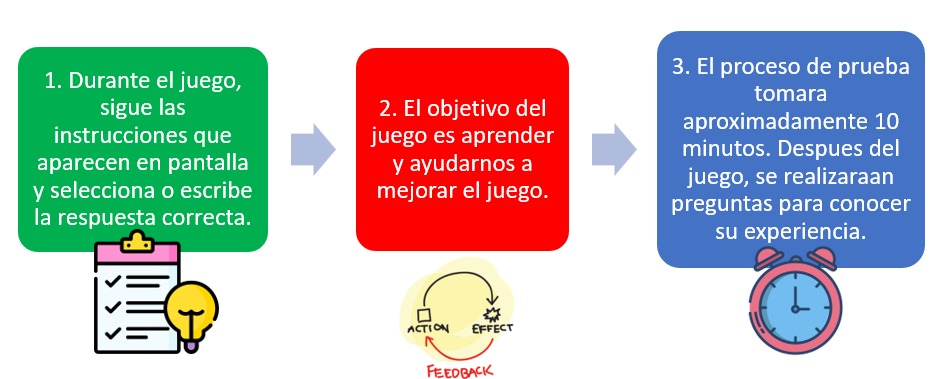 1. Durante el juego,
sigue las
instrucciones que
aparecen en pantalla
y selecciona o escribe
la respuesta correcta.
2. El objetivo del
juego es aprender
y ayudarnos a
mejorar el juego.
3. El proceso de prueba
tomara
aproximadamente 10
minutos. Despues del
juego, se realizaraan
preguntas para conocer
su experiencia.
ACTION EFFECT
FEEDBACK